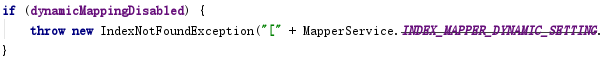 if (dynamicMappingDisabled) {
throw new IndexNotFoundException("[" + MapperService.INDEX_MAPPER_DYNAMIC_SETTING.
}